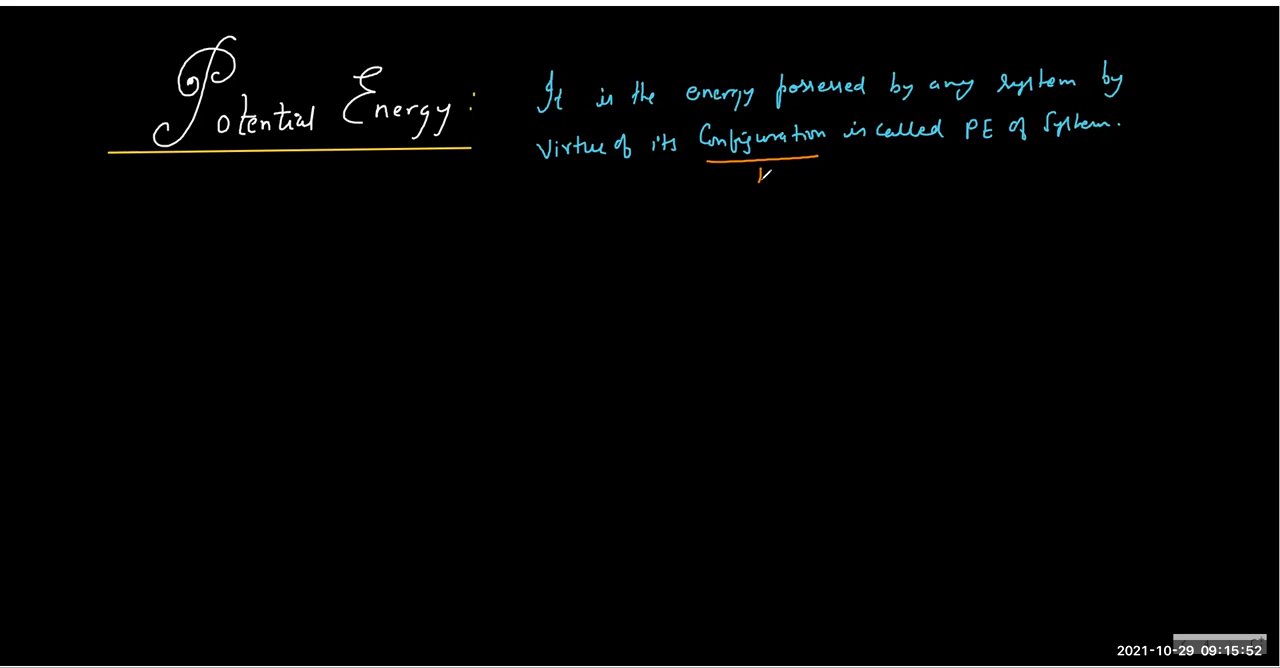 Potential Energy :
It is the energy possessed by any system by
virtue of its Configuration is called PE of System.
2021-10-29 09:15:52